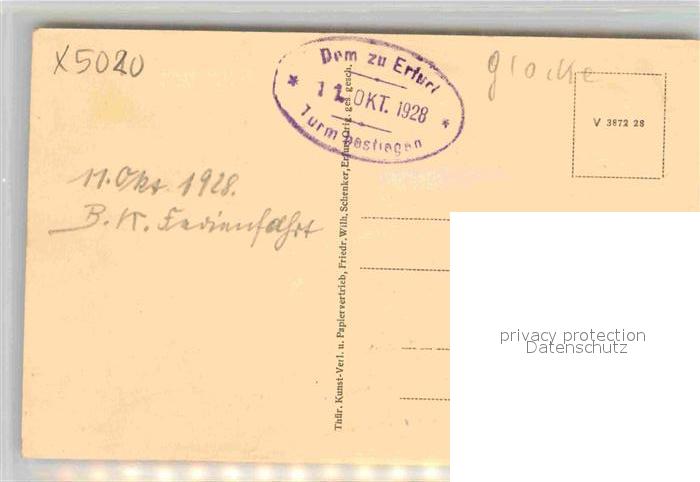 X5020
Dom zu Erfurt
* 11. OKT. 1928 *
Turm bestiegen
Glocke
V 3872 28
11. Okt. 1928.
B. K. Ferienfahrt
Thür. Kunst-Verl. u. Papiervertrieb, Friedr. Wilh. Schenker, Erfurt Orig. ges. gesch.
privacy protection
Datenschutz